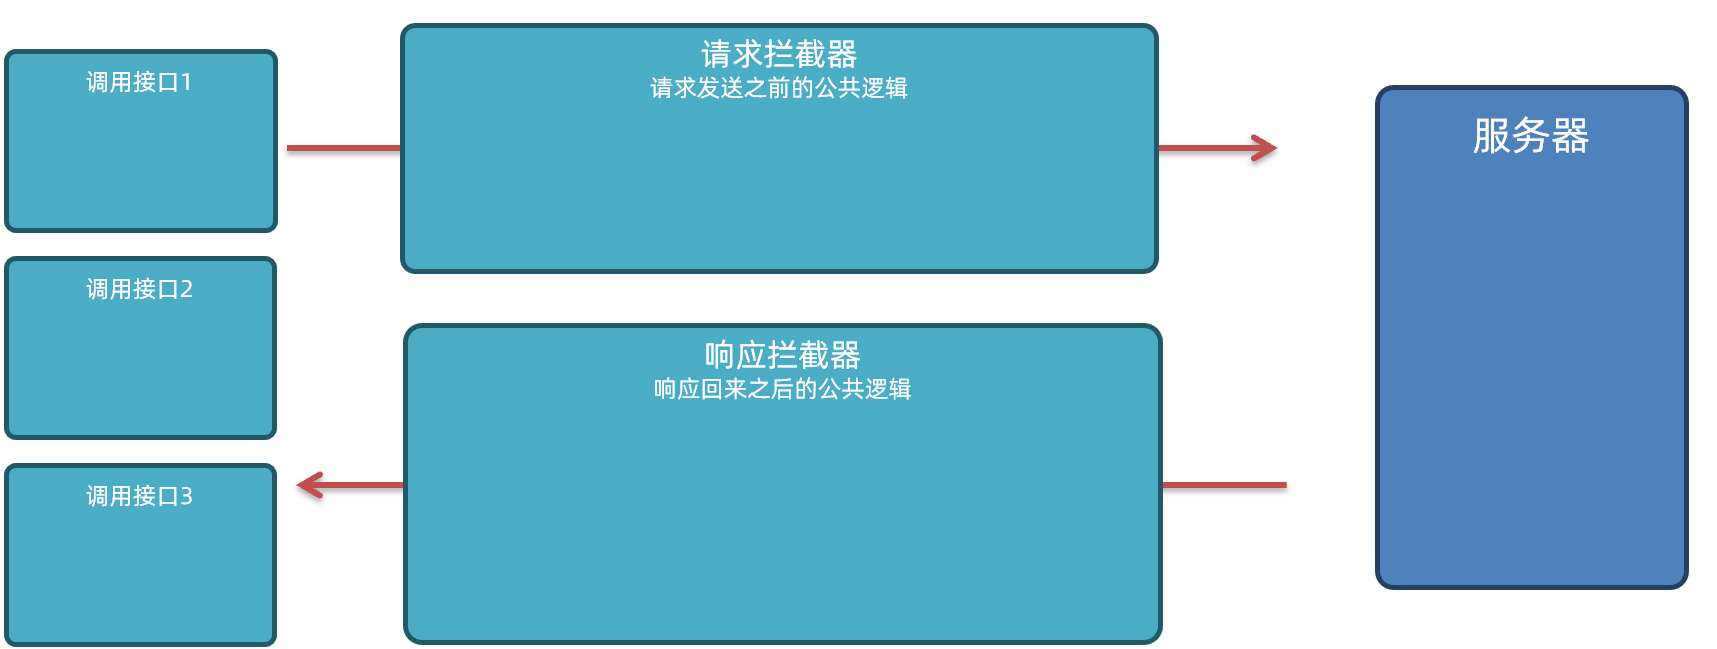 调用接口1
请求拦截器
请求发送之前的公共逻辑
服务器
调用接口2
响应拦截器
响应回来之后的公共逻辑
调用接口3